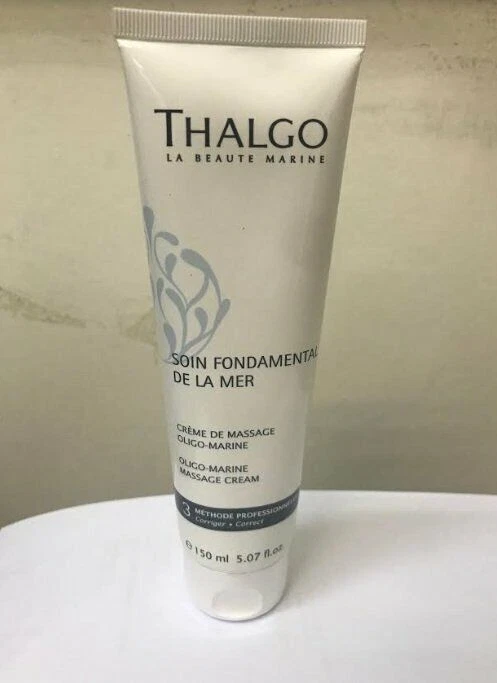 THALGO
LA BEAUTE MARINE
SOIN FONDAMENTAL
DE LA MER
CRÈME DE MASSAGE
OLIGO-MARINE
OLIGO-MARINE
MASSAGE CREAM
3 METHODE PROFESSIONNELLE
Corriger • Correct
℮ 150 ml 5.07 fl.oz.